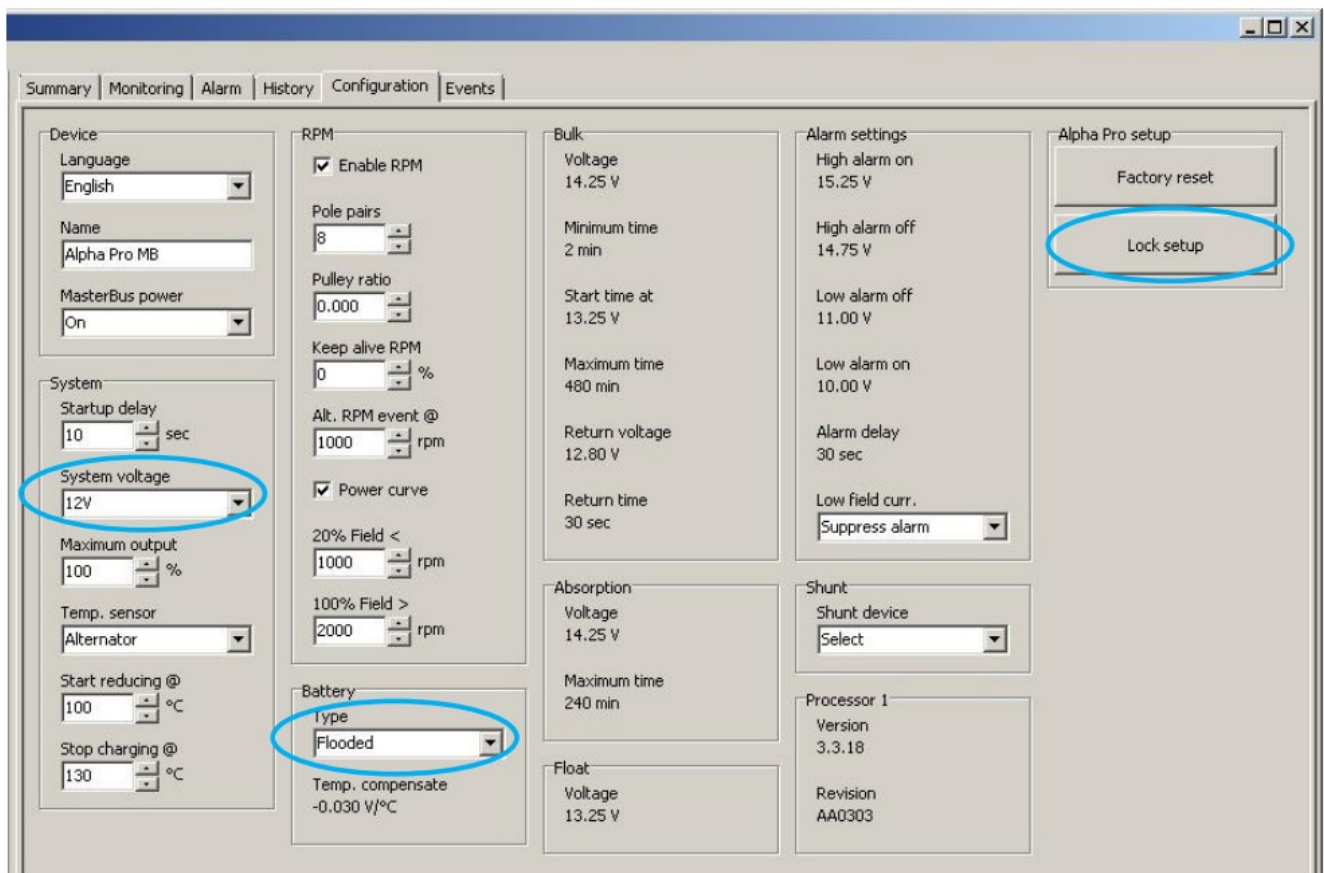 Summary
Monitoring
Alarm
History
Configuration
Events
Device
Language
English
Name
Alpha Pro MB
MasterBus power
On
System
Startup delay
10 sec
System voltage
12V
Maximum output
100 %
Temp. sensor
Alternator
Start reducing @
100 °C
Stop charging @
130 °C
RPM
Enable RPM
Pole pairs
8
Pulley ratio
0.000
Keep alive RPM
0 %
Alt. RPM event @
1000 rpm
Power curve
20% Field <
1000 rpm
100% Field >
2000 rpm
Battery
Type
Flooded
Temp. compensate
-0.030 V/°C
Bulk
Voltage
14.25 V
Minimum time
2 min
Start time at
13.25 V
Maximum time
480 min
Return voltage
12.80 V
Return time
30 sec
Absorption
Voltage
14.25 V
Maximum time
240 min
Float
Voltage
13.25 V
Alarm settings
High alarm on
15.25 V
High alarm off
14.75 V
Low alarm off
11.00 V
Low alarm on
10.00 V
Alarm delay
30 sec
Low field curr.
Suppress alarm
Shunt
Shunt device
Select
Processor 1
Version
3.3.18
Revision
AA0303
Alpha Pro setup
Factory reset
Lock setup